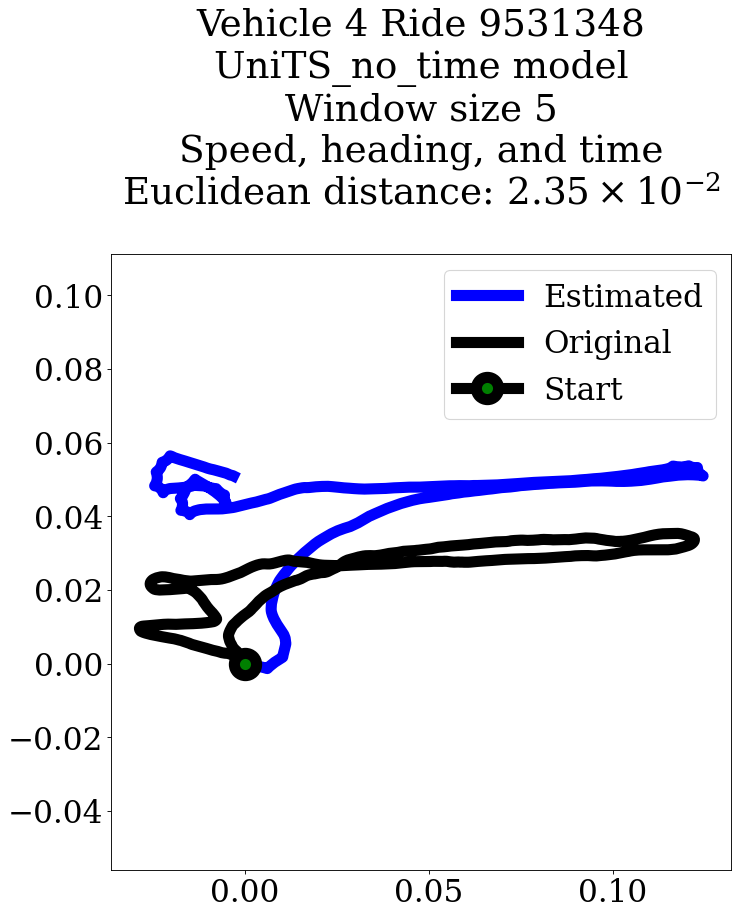 Vehicle 4 Ride 9531348
UniTS_no_time model
Window size 5
Speed, heading, and time
Euclidean distance: 2.35 × 10⁻²
Estimated
Original
Start
0.10
0.08
0.06
0.04
0.02
0.00
−0.02
−0.04
0.00 0.05 0.10